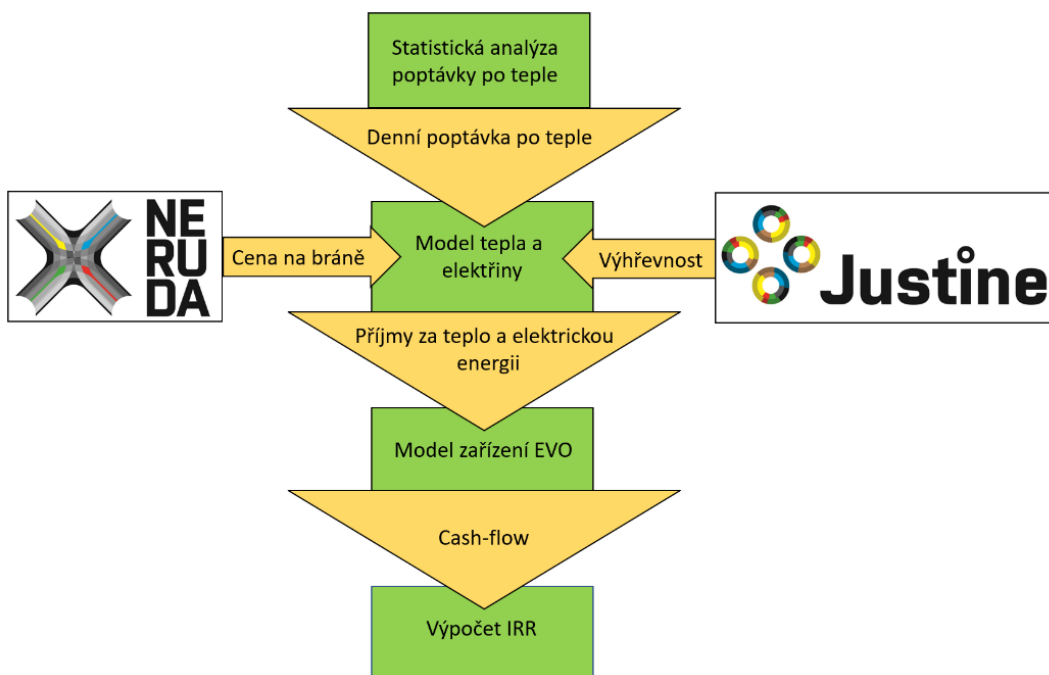 Statistická analýza
poptávky po teple
Denní poptávka po teple
NE
RU
DA
Cena na bráně
Model tepla a
elektřiny
Výhřevnost
Justine
Příjmy za teplo a elektrickou
energii
Model zařízení EVO
Cash-flow
Výpočet IRR